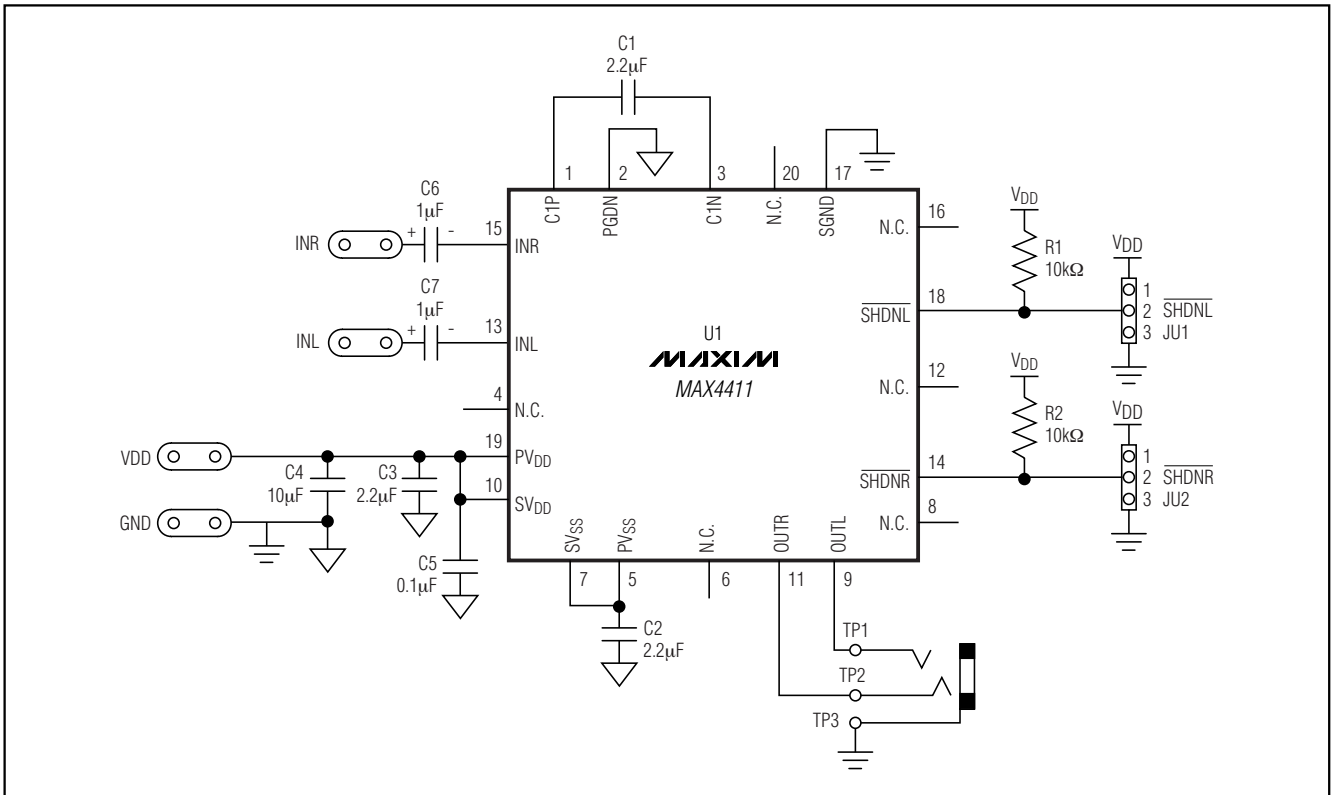 C1
2.2µF
1
2
3
20
17
C1P
PGDN
C1N
N.C.
SGND
C6
1µF
+ -
INR
15
INR
C7
1µF
+ -
INL
13
INL
4
N.C.
VDD
19
PVDD
C4
10µF
C3
2.2µF
10
SVDD
GND
C5
0.1µF
U1
MAXIM
MAX4411
16
N.C.
VDD
R1
10kΩ
VDD
18
SHDNL
1
2 SHDNL
3 JU1
12
N.C.
VDD
R2
10kΩ
VDD
14
SHDNR
1
2 SHDNR
3 JU2
8
N.C.
SVSS
PVSS
N.C.
OUTR
OUTL
7
5
6
11
9
C2
2.2µF
TP1
TP2
TP3